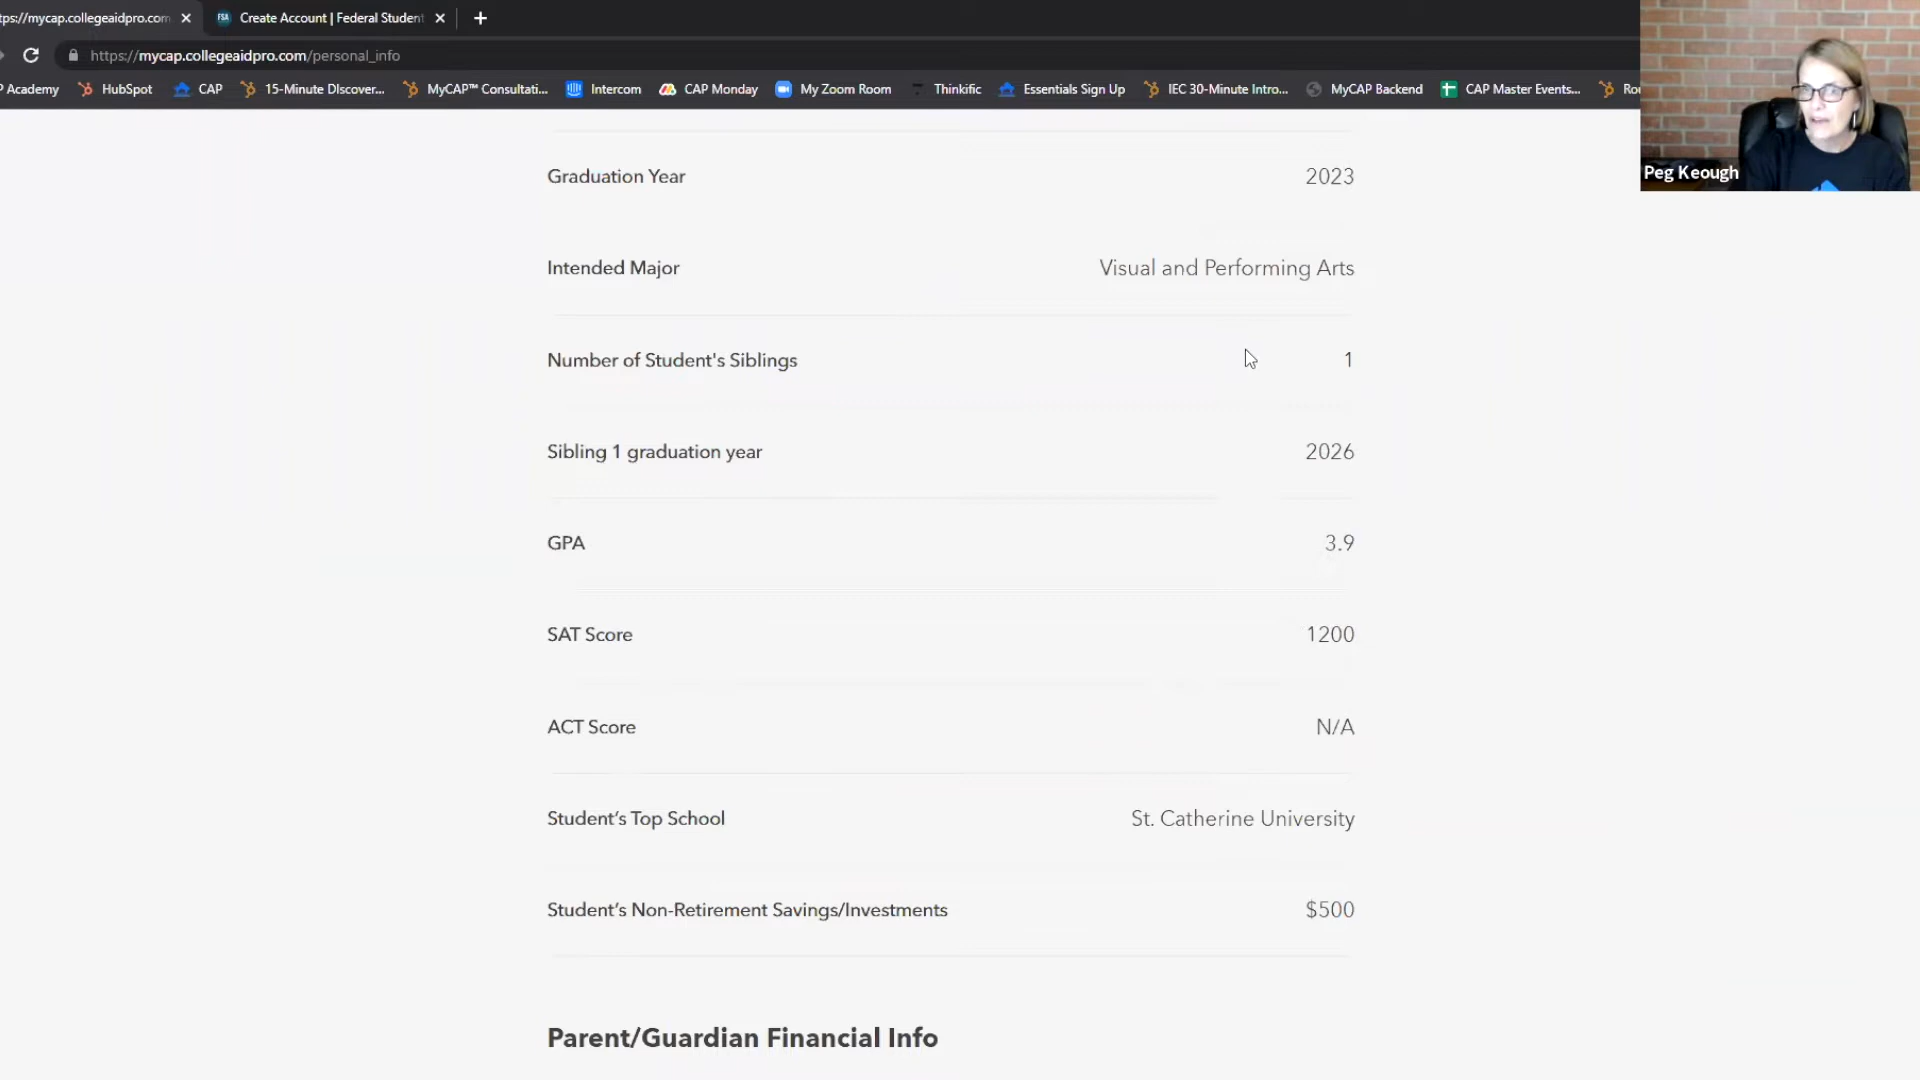 tps://mycap.collegeaidpro.com
Create Account | Federal Student
https://mycap.collegeaidpro.com/personal_info
P Academy
HubSpot
CAP
15-Minute DIscover...
MyCAP™ Consultati...
Intercom
CAP Monday
My Zoom Room
Thinkific
Essentials Sign Up
IEC 30-Minute Intro...
MyCAP Backend
CAP Master Events...
Rou
Peg Keough
Graduation Year 2023
Intended Major Visual and Performing Arts
Number of Student's Siblings 1
Sibling 1 graduation year 2026
GPA 3.9
SAT Score 1200
ACT Score N/A
Student's Top School St. Catherine University
Student's Non-Retirement Savings/Investments $500
Parent/Guardian Financial Info